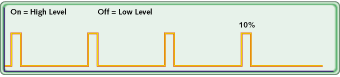 On = High Level Off = Low Level
10%